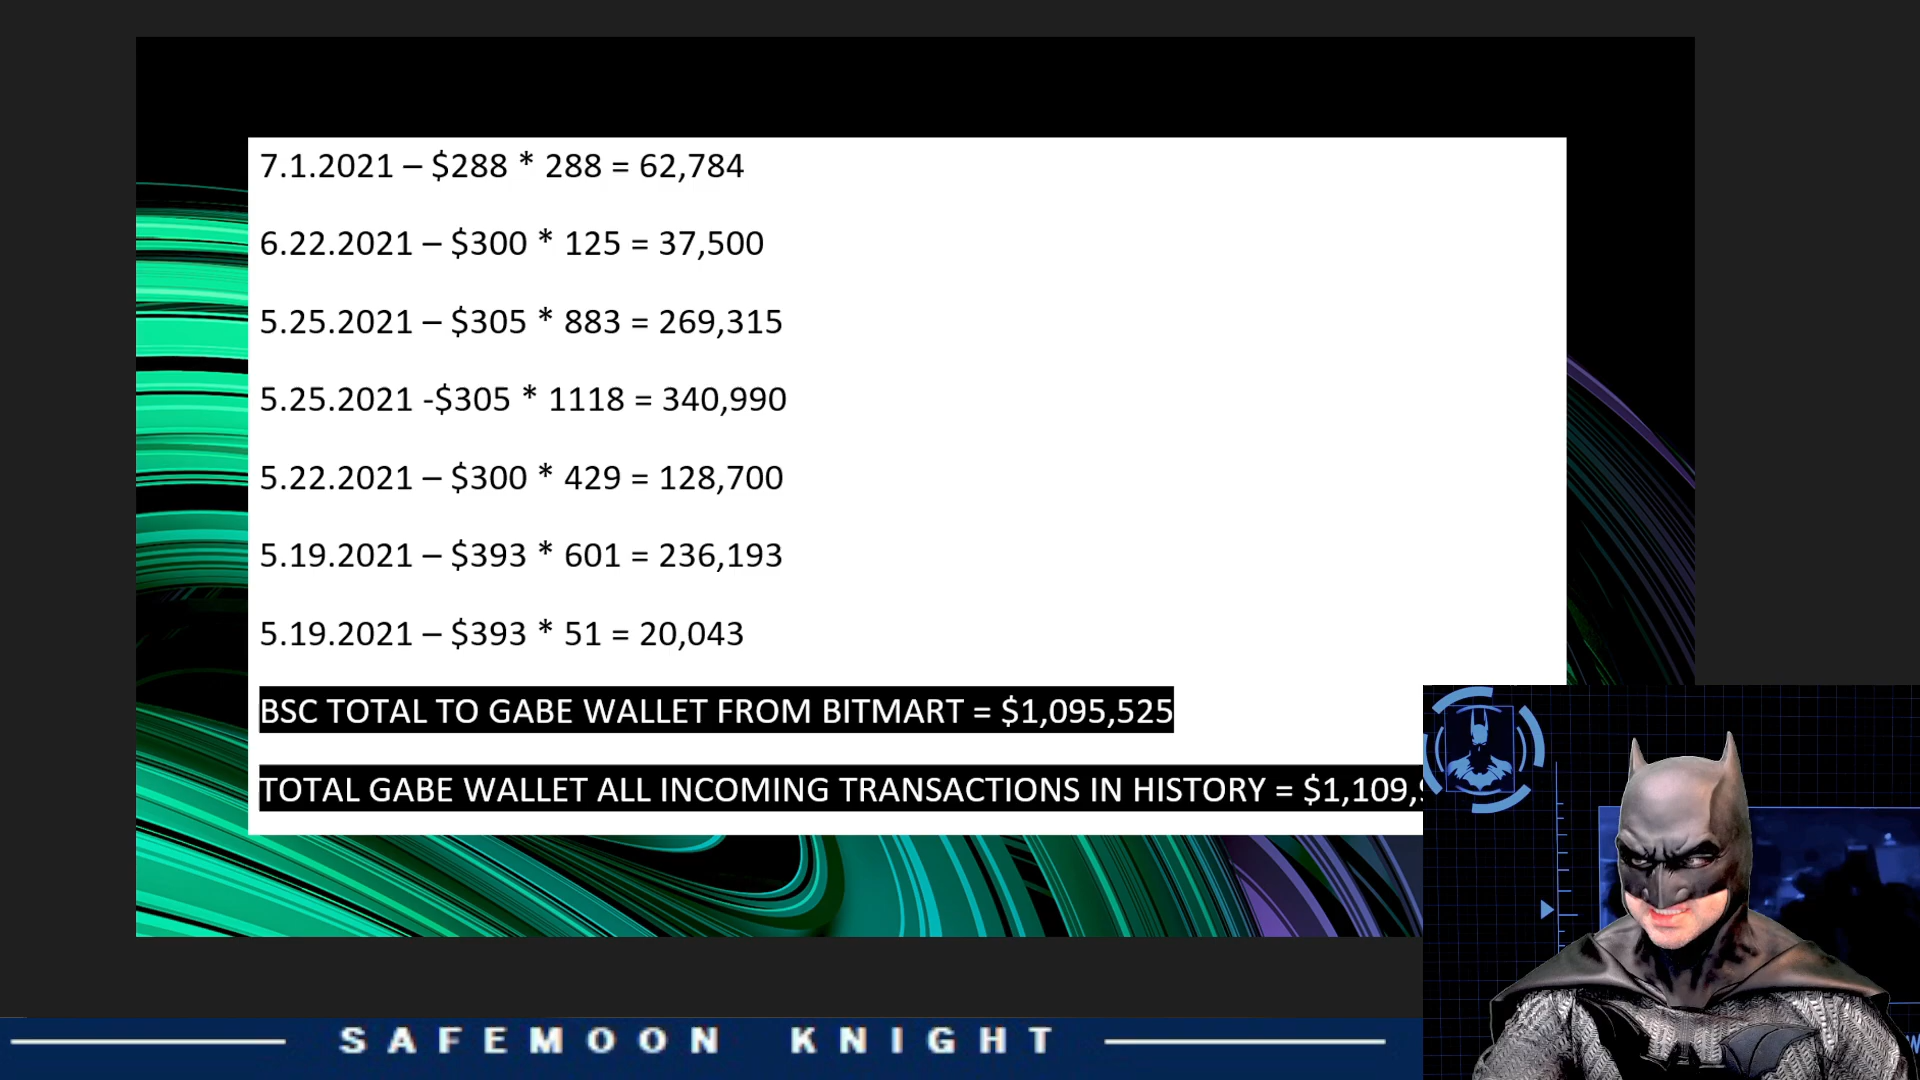 7.1.2021 – $288 * 288 = 62,784
6.22.2021 – $300 * 125 = 37,500
5.25.2021 – $305 * 883 = 269,315
5.25.2021 -$305 * 1118 = 340,990
5.22.2021 – $300 * 429 = 128,700
5.19.2021 – $393 * 601 = 236,193
5.19.2021 – $393 * 51 = 20,043
BSC TOTAL TO GABE WALLET FROM BITMART = $1,095,525
TOTAL GABE WALLET ALL INCOMING TRANSACTIONS IN HISTORY = $1,109,
SAFEMOON KNIGHT